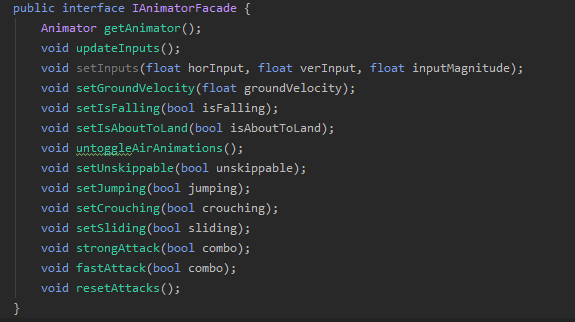 public interface IAnimatorFacade {
Animator getAnimator();
void updateInputs();
void setInputs(float horInput, float verInput, float inputMagnitude);
void setGroundVelocity(float groundVelocity);
void setIsFalling(bool isFalling);
void setIsAboutToLand(bool isAboutToLand);
void untoggleAirAnimations();
void setUnskippable(bool unskippable);
void setJumping(bool jumping);
void setCrouching(bool crouching);
void setSliding(bool sliding);
void strongAttack(bool combo);
void fastAttack(bool combo);
void resetAttacks();
}